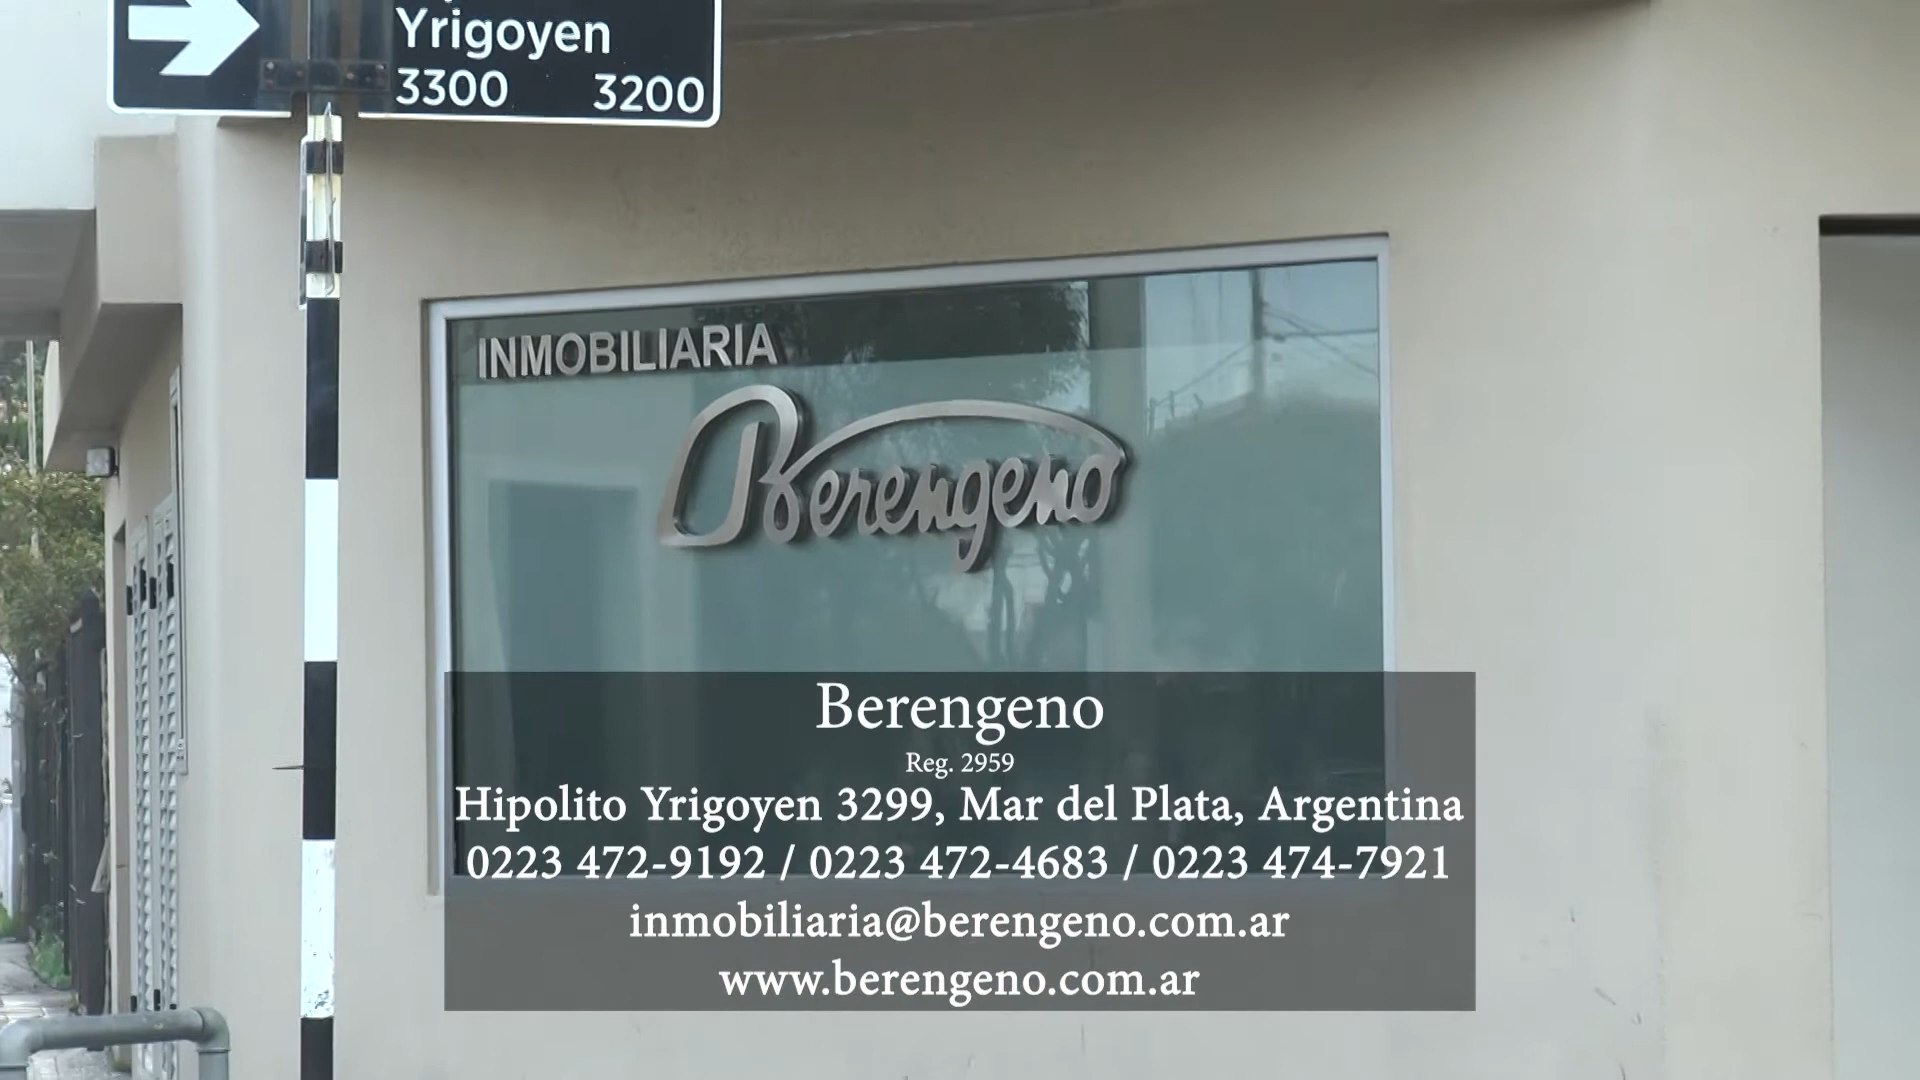 Yrigoyen
3300 3200
INMOBILIARIA
Berengeno
Berengeno
Reg. 2959
Hipolito Yrigoyen 3299, Mar del Plata, Argentina
0223 472-9192 / 0223 472-4683 / 0223 474-7921
inmobiliaria@berengeno.com.ar
www.berengeno.com.ar